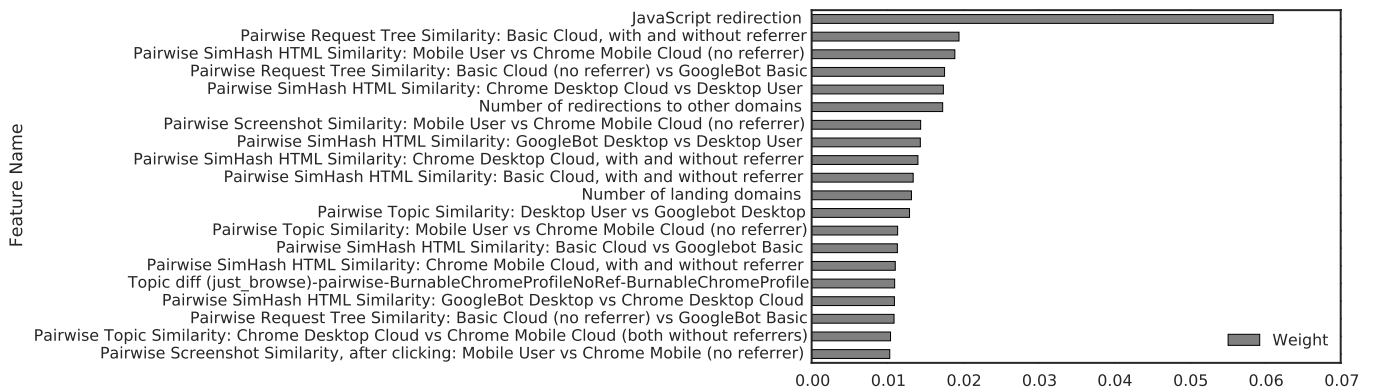 Feature Name
JavaScript redirection
Pairwise Request Tree Similarity: Basic Cloud, with and without referrer
Pairwise SimHash HTML Similarity: Mobile User vs Chrome Mobile Cloud (no referrer)
Pairwise Request Tree Similarity: Basic Cloud (no referrer) vs GoogleBot Basic
Pairwise SimHash HTML Similarity: Chrome Desktop Cloud vs Desktop User
Number of redirections to other domains
Pairwise Screenshot Similarity: Mobile User vs Chrome Mobile Cloud (no referrer)
Pairwise SimHash HTML Similarity: GoogleBot Desktop vs Desktop User
Pairwise SimHash HTML Similarity: Chrome Desktop Cloud, with and without referrer
Pairwise SimHash HTML Similarity: Basic Cloud, with and without referrer
Number of landing domains
Pairwise Topic Similarity: Desktop User vs Googlebot Desktop
Pairwise Topic Similarity: Mobile User vs Chrome Mobile Cloud (no referrer)
Pairwise SimHash HTML Similarity: Basic Cloud vs Googlebot Basic
Pairwise SimHash HTML Similarity: Chrome Mobile Cloud, with and without referrer
Topic diff (just_browse)-pairwise-BurnableChromeProfileNoRef-BurnableChromeProfile
Pairwise SimHash HTML Similarity: GoogleBot Desktop vs Chrome Desktop Cloud
Pairwise Request Tree Similarity: Basic Cloud (no referrer) vs GoogleBot Basic
Pairwise Topic Similarity: Chrome Desktop Cloud vs Chrome Mobile Cloud (both without referrers)
Pairwise Screenshot Similarity, after clicking: Mobile User vs Chrome Mobile (no referrer)
Weight
0.00 0.01 0.02 0.03 0.04 0.05 0.06 0.07